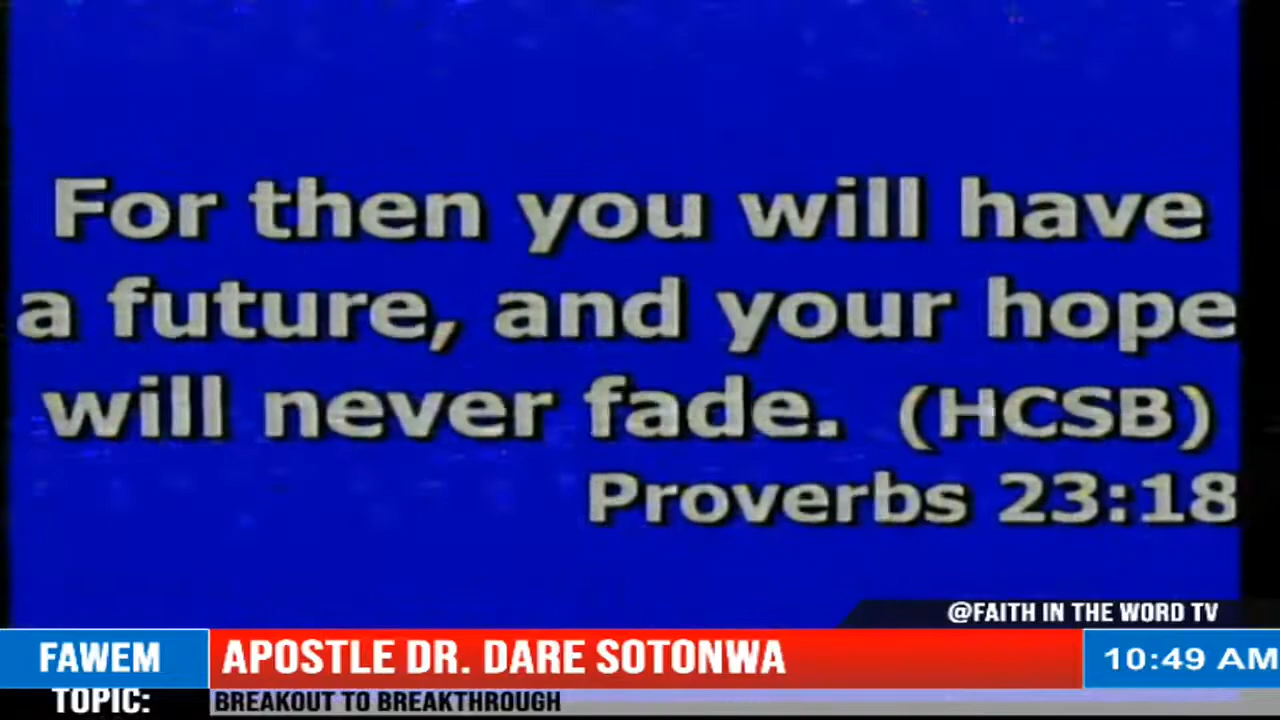 For then you will have
a future, and your hope
will never fade. (HCSB)
Proverbs 23:18
@FAITH IN THE WORD TV
FAWEM
APOSTLE DR. DARE SOTONWA
10:49 AM
TOPIC:
BREAKOUT TO BREAKTHROUGH